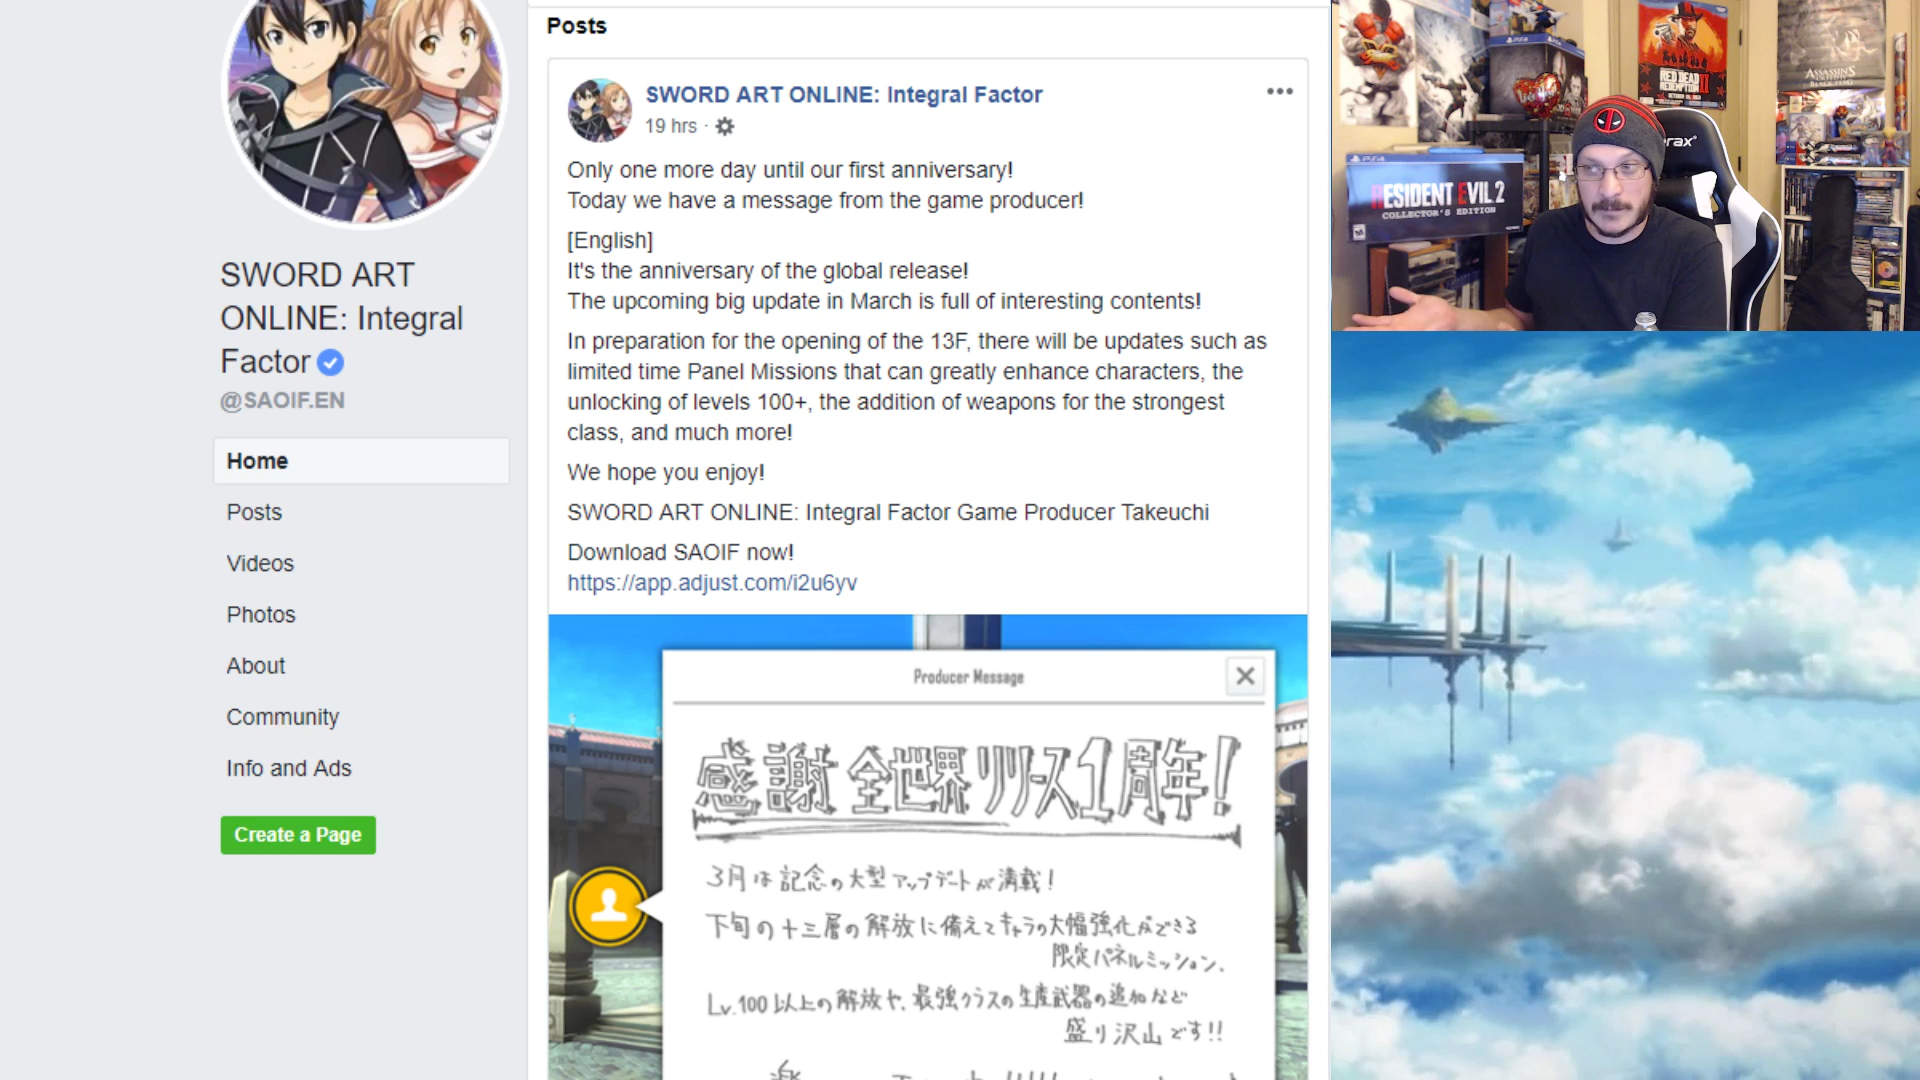 SWORD ART
ONLINE: Integral
Factor
@SAOIF.EN
Home
Posts
Videos
Photos
About
Community
Info and Ads
Create a Page
Posts
SWORD ART ONLINE: Integral Factor
19 hrs ·
Only one more day until our first anniversary!
Today we have a message from the game producer!
[English]
It's the anniversary of the global release!
The upcoming big update in March is full of interesting contents!
In preparation for the opening of the 13F, there will be updates such as
limited time Panel Missions that can greatly enhance characters, the
unlocking of levels 100+, the addition of weapons for the strongest
class, and much more!
We hope you enjoy!
SWORD ART ONLINE: Integral Factor Game Producer Takeuchi
Download SAOIF now!
https://app.adjust.com/i2u6yv
Producer Message
感謝 全世界リリース1周年!
3月は記念の大型アップデートが満載!
下旬の十三層の解放に備えてキャラの大幅強化ができる
限定パネルミッション、
Lv.100以上の解放や、最強クラスの生産武器の追加など
盛り沢山です!!
PS4
RESIDENT EVIL 2
COLLECTOR'S EDITION
RED DEAD
REDEMPTION II
ASSASSIN'S
rax